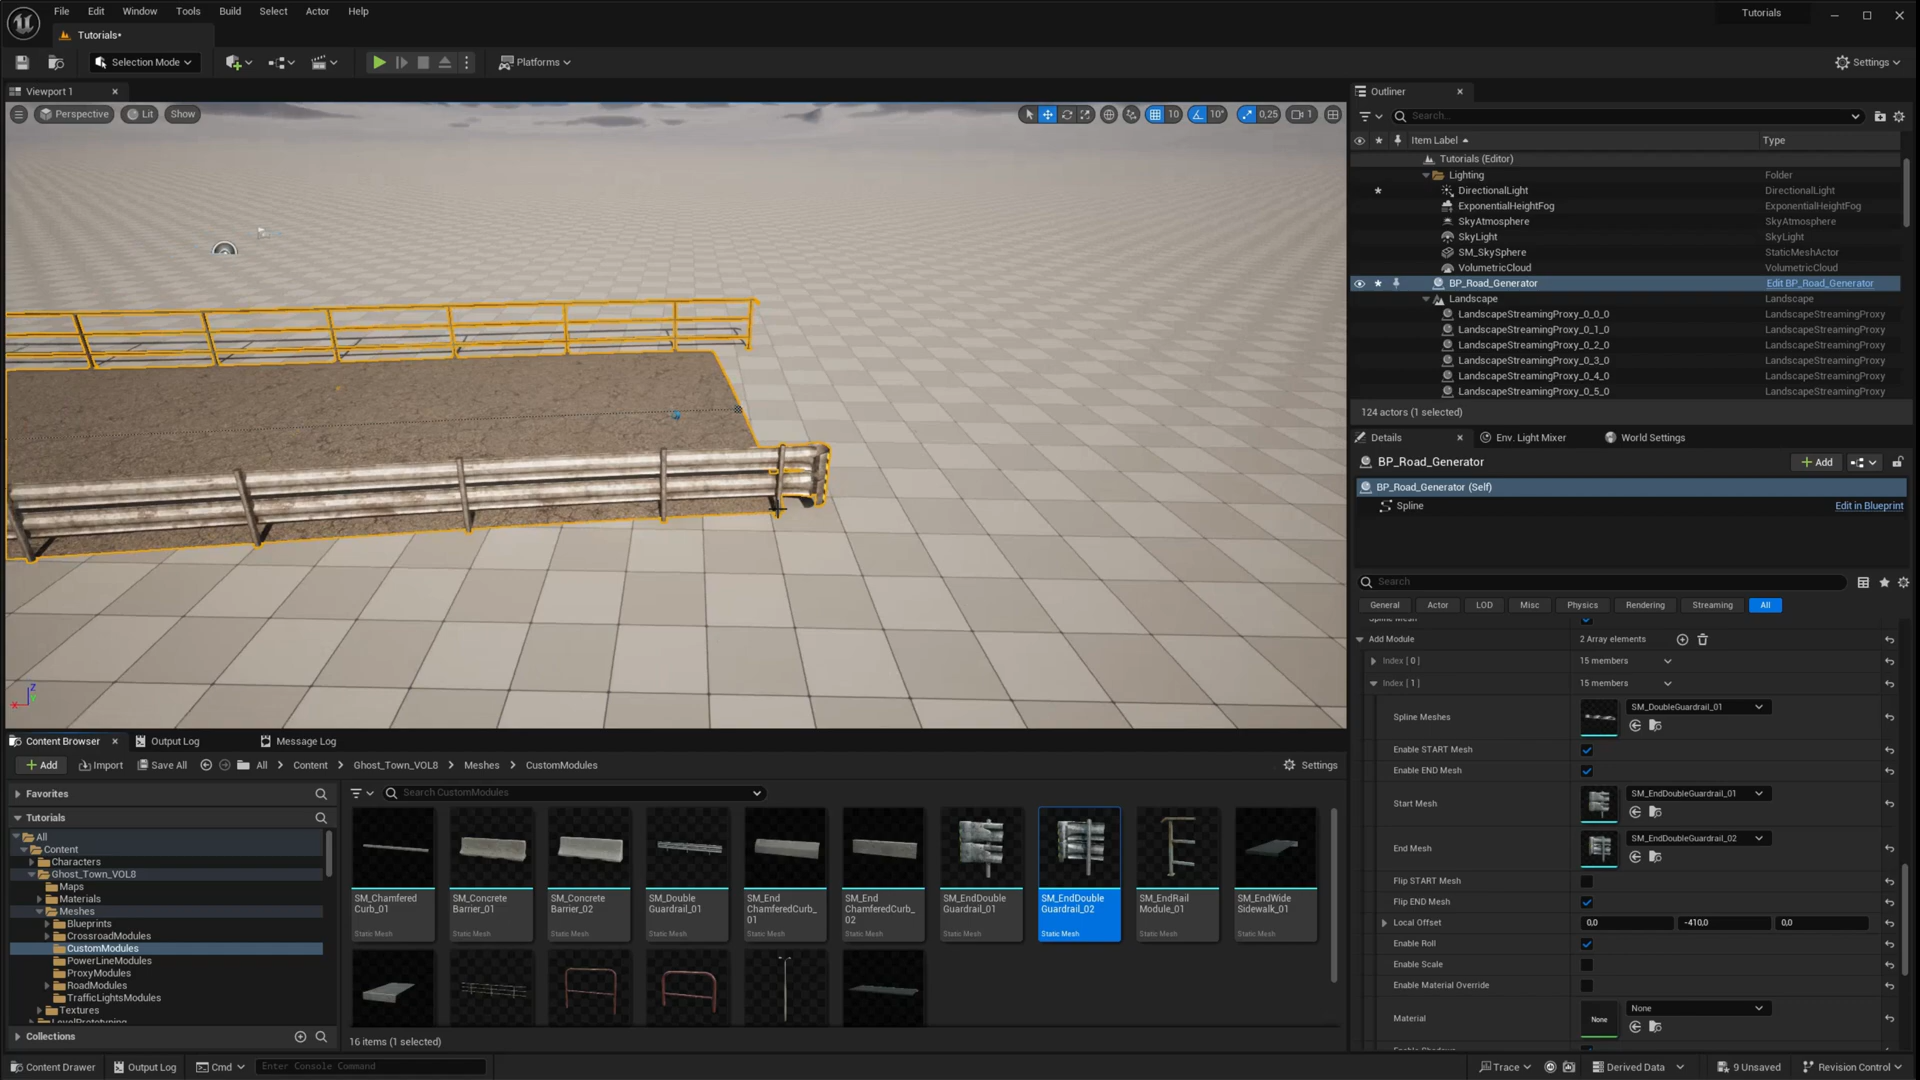 File Edit Window Tools Build Select Actor Help
Tutorials
Tutorials•
Selection Mode
Platforms
Settings
Viewport 1
Perspective
Lit
Show
10
10°
0,25
1
Outliner
Search...
Item Label
Type
Tutorials (Editor)
Lighting Folder
DirectionalLight DirectionalLight
ExponentialHeightFog ExponentialHeightFog
SkyAtmosphere SkyAtmosphere
SkyLight SkyLight
SM_SkySphere StaticMeshActor
VolumetricCloud VolumetricCloud
BP_Road_Generator Edit BP_Road_Generator
Landscape Landscape
LandscapeStreamingProxy_0_0_0 LandscapeStreamingProxy
LandscapeStreamingProxy_0_1_0 LandscapeStreamingProxy
LandscapeStreamingProxy_0_2_0 LandscapeStreamingProxy
LandscapeStreamingProxy_0_3_0 LandscapeStreamingProxy
LandscapeStreamingProxy_0_4_0 LandscapeStreamingProxy
LandscapeStreamingProxy_0_5_0 LandscapeStreamingProxy
124 actors (1 selected)
Details
Env. Light Mixer
World Settings
BP_Road_Generator
Add
BP_Road_Generator (Self)
Spline
Edit in Blueprint
Search
General Actor LOD Misc Physics Rendering Streaming All
Add Module 2 Array elements
Index [ 0 ] 15 members
Index [ 1 ] 15 members
Spline Meshes SM_DoubleGuardrail_01
Enable START Mesh
Enable END Mesh
Start Mesh SM_EndDoubleGuardrail_01
End Mesh SM_EndDoubleGuardrail_02
Flip START Mesh
Flip END Mesh
Local Offset 0,0 -410,0 0,0
Enable Roll
Enable Scale
Enable Material Override
Material None None
Z
X
Content Browser
Output Log
Message Log
Add
Import
Save All
All Content Ghost_Town_VOL8 Meshes CustomModules
Settings
Favorites
Tutorials
All
Content
Characters
Ghost_Town_VOL8
Maps
Materials
Meshes
Blueprints
CrossroadModules
CustomModules
PowerLineModules
ProxyModules
RoadModules
TrafficLightsModules
Textures
LevelPrototyping
Collections
Search CustomModules
SM_Chamfered
Curb_01
Static Mesh
SM_Concrete
Barrier_01
Static Mesh
SM_Concrete
Barrier_02
Static Mesh
SM_Double
Guardrail_01
Static Mesh
SM_End
ChamferedCurb_
01
Static Mesh
SM_End
ChamferedCurb_
02
Static Mesh
SM_EndDouble
Guardrail_01
Static Mesh
SM_EndDouble
Guardrail_02
Static Mesh
SM_EndRail
Module_01
Static Mesh
SM_EndWide
Sidewalk_01
Static Mesh
16 items (1 selected)
Content Drawer
Output Log
Cmd
Enter Console Command
Trace
Derived Data
9 Unsaved
Revision Control